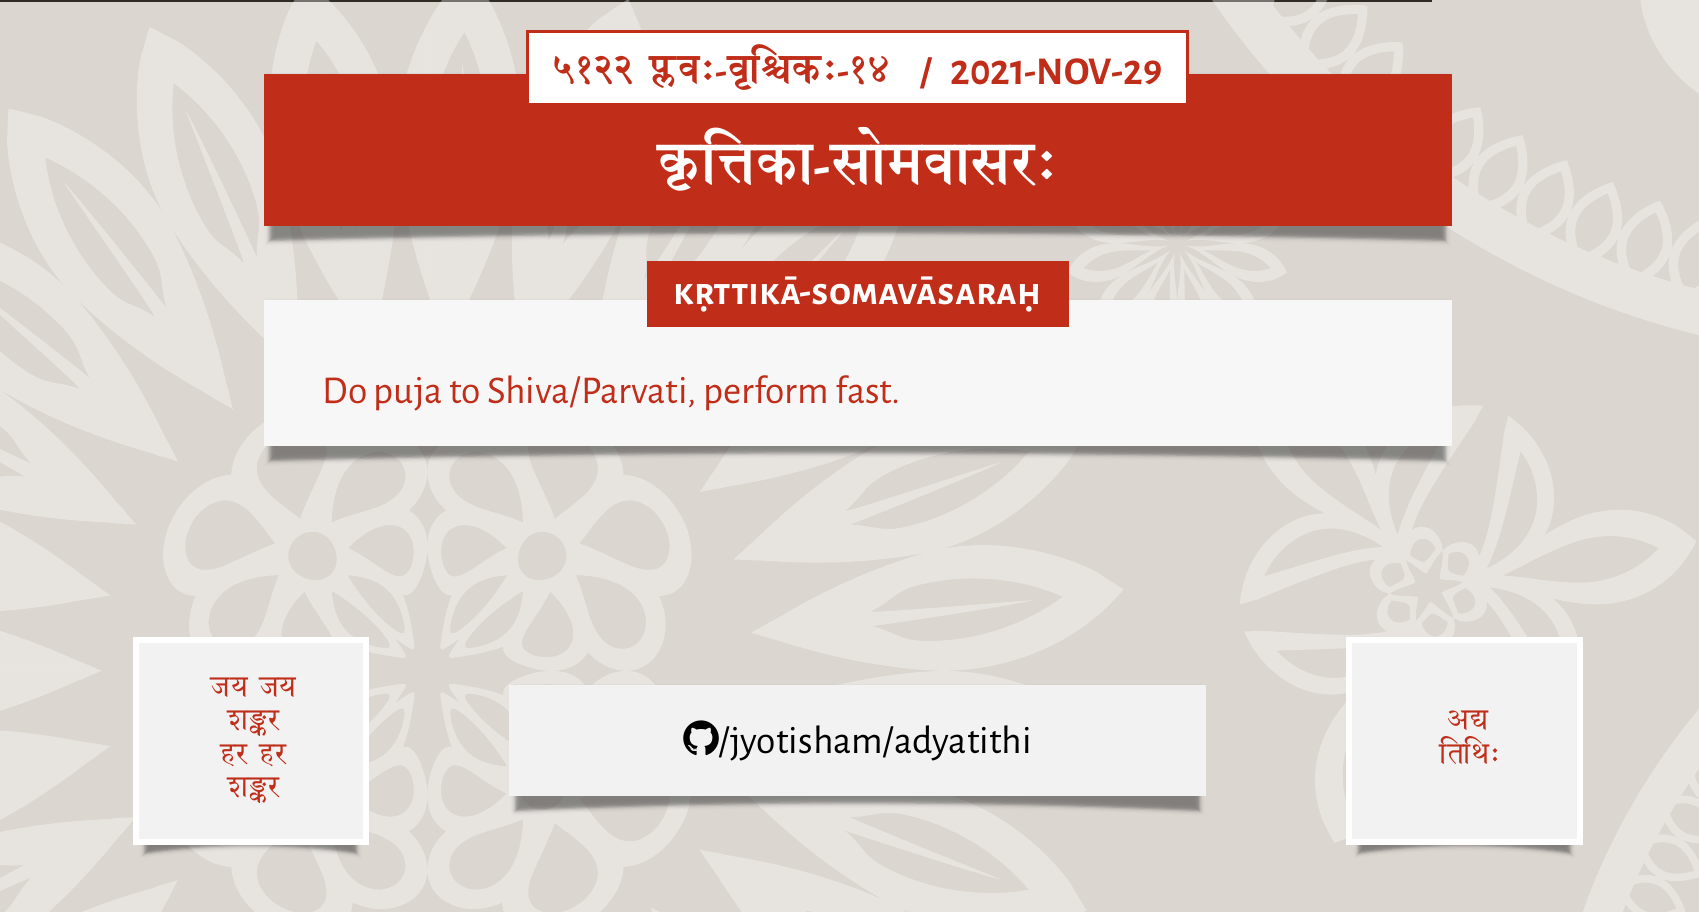 ५१२२ प्लवः-वृश्चिकः-१४ / 2021-NOV-29
कृत्तिका-सोमवासरः
KṚTTIKĀ-SOMAVĀSARAḤ
Do puja to Shiva/Parvati, perform fast.
जय जय
शङ्कर
हर हर
शङ्कर
/jyotisham/adyatithi
अद्य
तिथिः